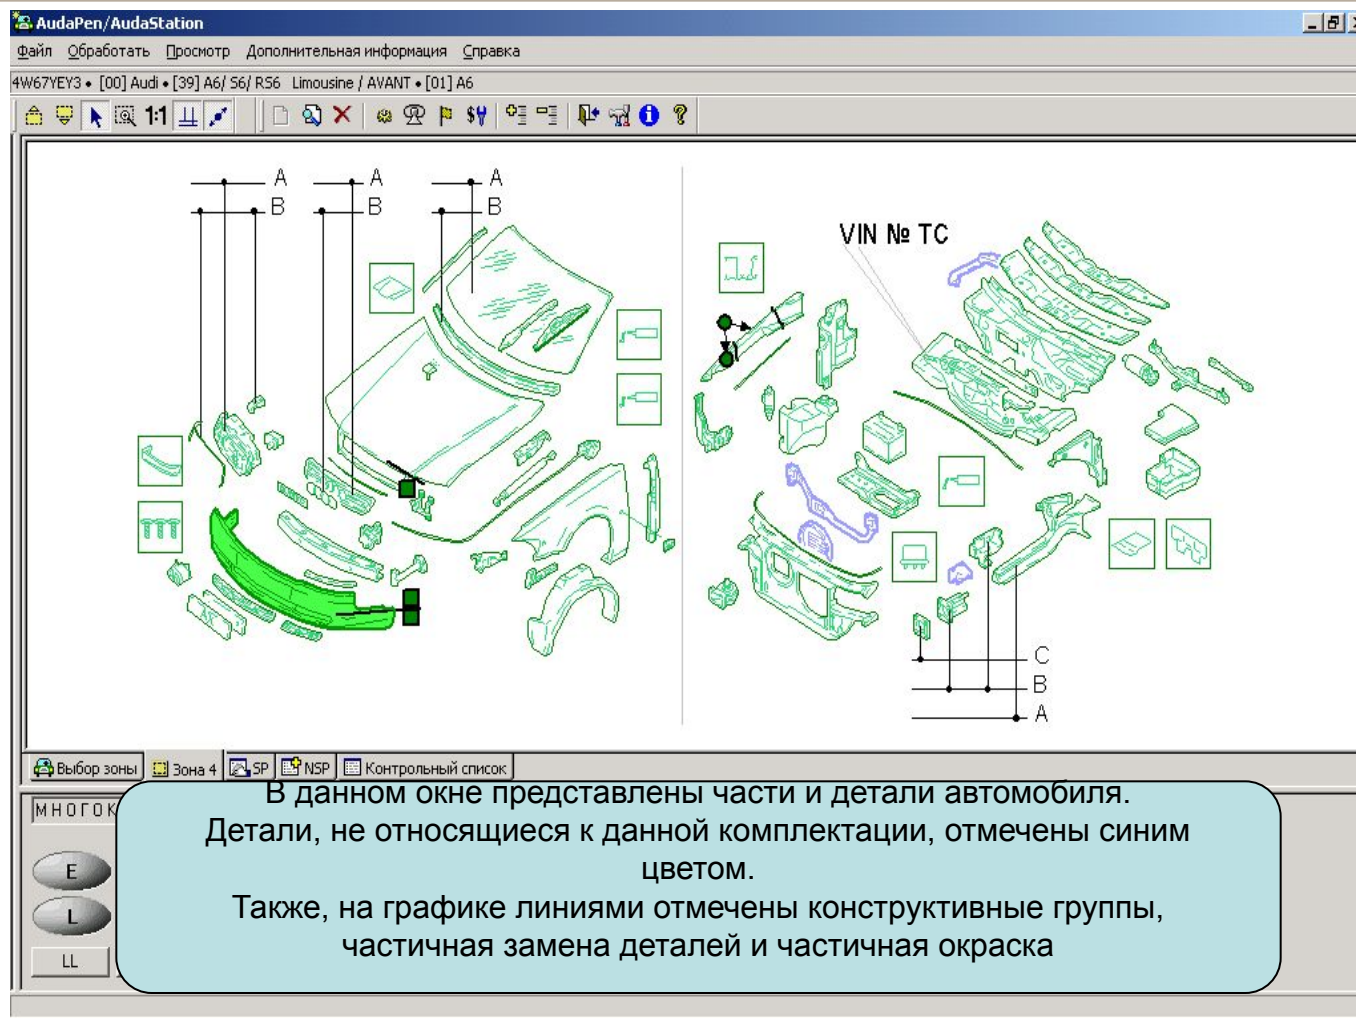 AudaPen/AudaStation
Файл Обработать Просмотр Дополнительная информация Справка
4W67YEY3 • [00] Audi • [39] A6/ S6/ RS6 Limousine / AVANT • [01] A6
1:1
A A A
B B B
VIN № TC
C
B
A
Выбор зоны Зона 4 SP NSP Контрольный список
В данном окне представлены части и детали автомобиля.
Детали, не относящиеся к данной комплектации, отмечены синим
цветом.
Также, на графике линиями отмечены конструктивные группы,
частичная замена деталей и частичная окраска
E
L
LL